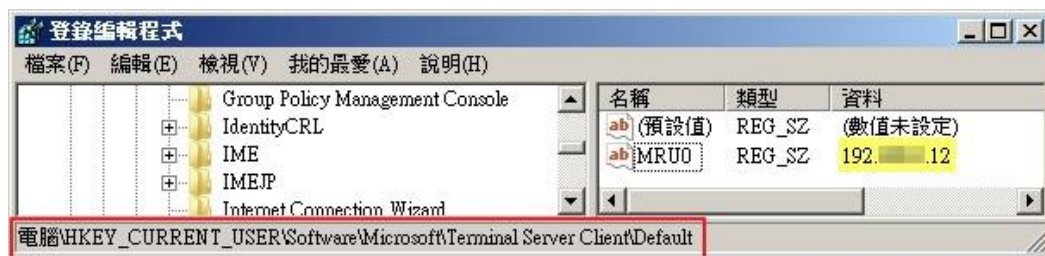 登錄編輯程式
檔案(F) 編輯(E) 檢視(V) 我的最愛(A) 說明(H)
Group Policy Management Console
IdentityCRL
IME
IMEJP
Internet Connection Wizard
名稱 類型 資料
ab (預設值) REG_SZ (數值未設定)
ab MRU0 REG_SZ 192. .12
電腦\HKEY_CURRENT_USER\Software\Microsoft\Terminal Server Client\Default